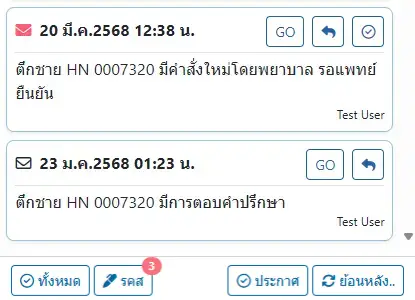 20 มี.ค.2568 12:38 น. GO
ตึกชาย HN 0007320 มีคำสั่งใหม่โดยพยาบาล รอแพทย์
ยืนยัน
Test User
23 ม.ค.2568 01:23 น. GO
ตึกชาย HN 0007320 มีการตอบคำปรึกษา
Test User
3
ทั้งหมด รคส ประกาศ ย้อนหลัง..